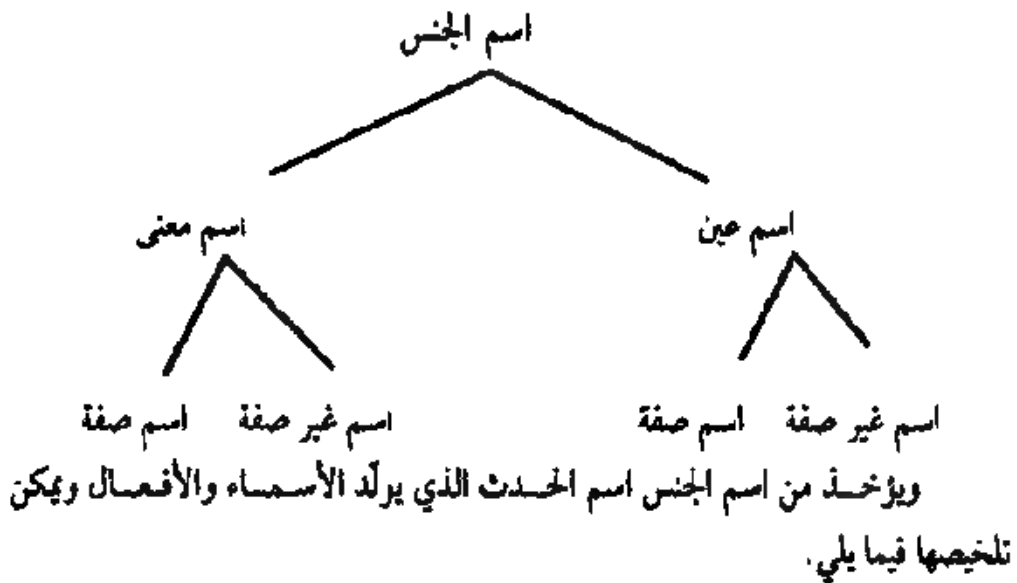 اسم الجنس
اسم عين اسم معنى
اسم غير صفة اسم صفة اسم غير صفة اسم صفة
ويؤخذ من اسم الجنس اسم الحدث الذي يولّد الأسماء والأفعال ويمكن
تلخيصها فيما يلي.